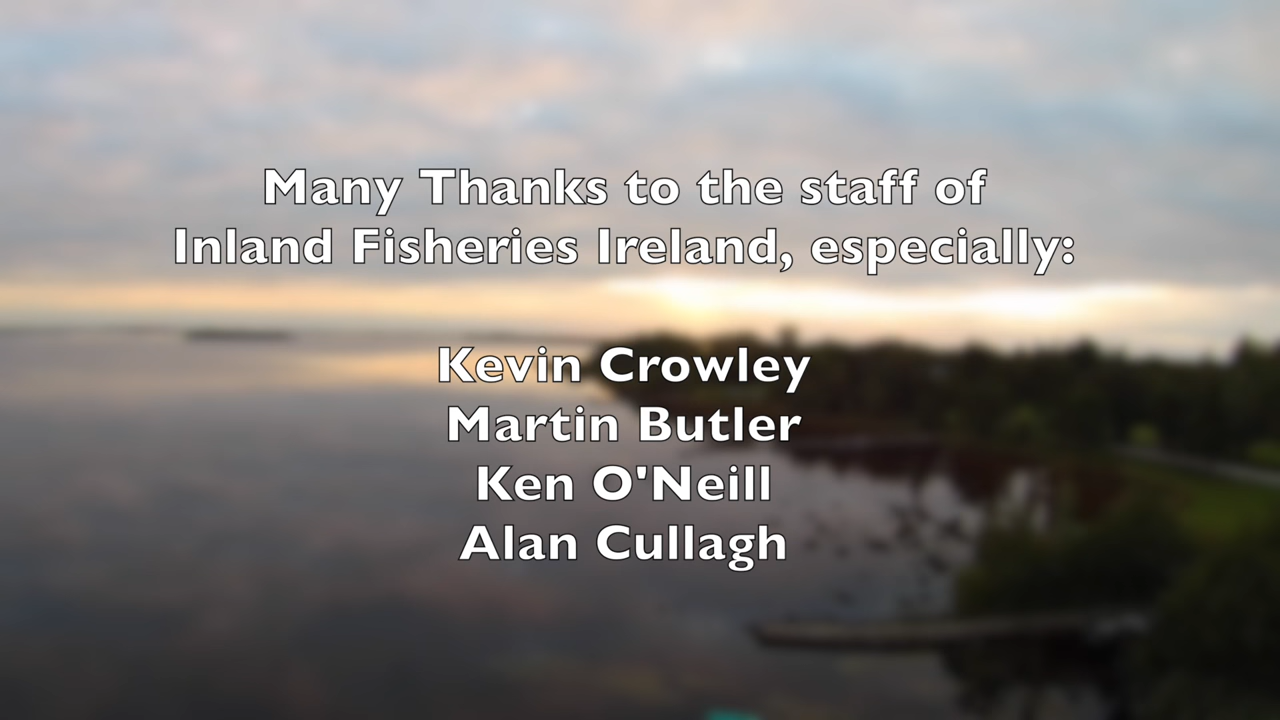 Many Thanks to the staff of
Inland Fisheries Ireland, especially:
Kevin Crowley
Martin Butler
Ken O'Neill
Alan Cullagh